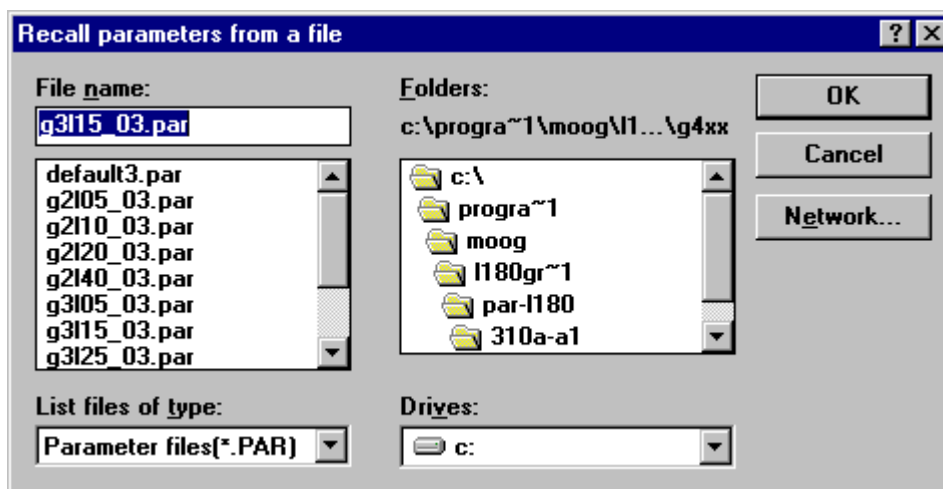 Recall parameters from a file
File name:
g3l15_03.par
default3.par
g2l05_03.par
g2l10_03.par
g2l20_03.par
g2l40_03.par
g3l05_03.par
g3l15_03.par
g3l25_03.par
List files of type:
Parameter files(*.PAR)
Folders:
c:\progra~1\moog\l1...\g4xx
c:\
progra~1
moog
l180gr~1
par-l180
310a-a1
Drives:
c:
OK
Cancel
Network...